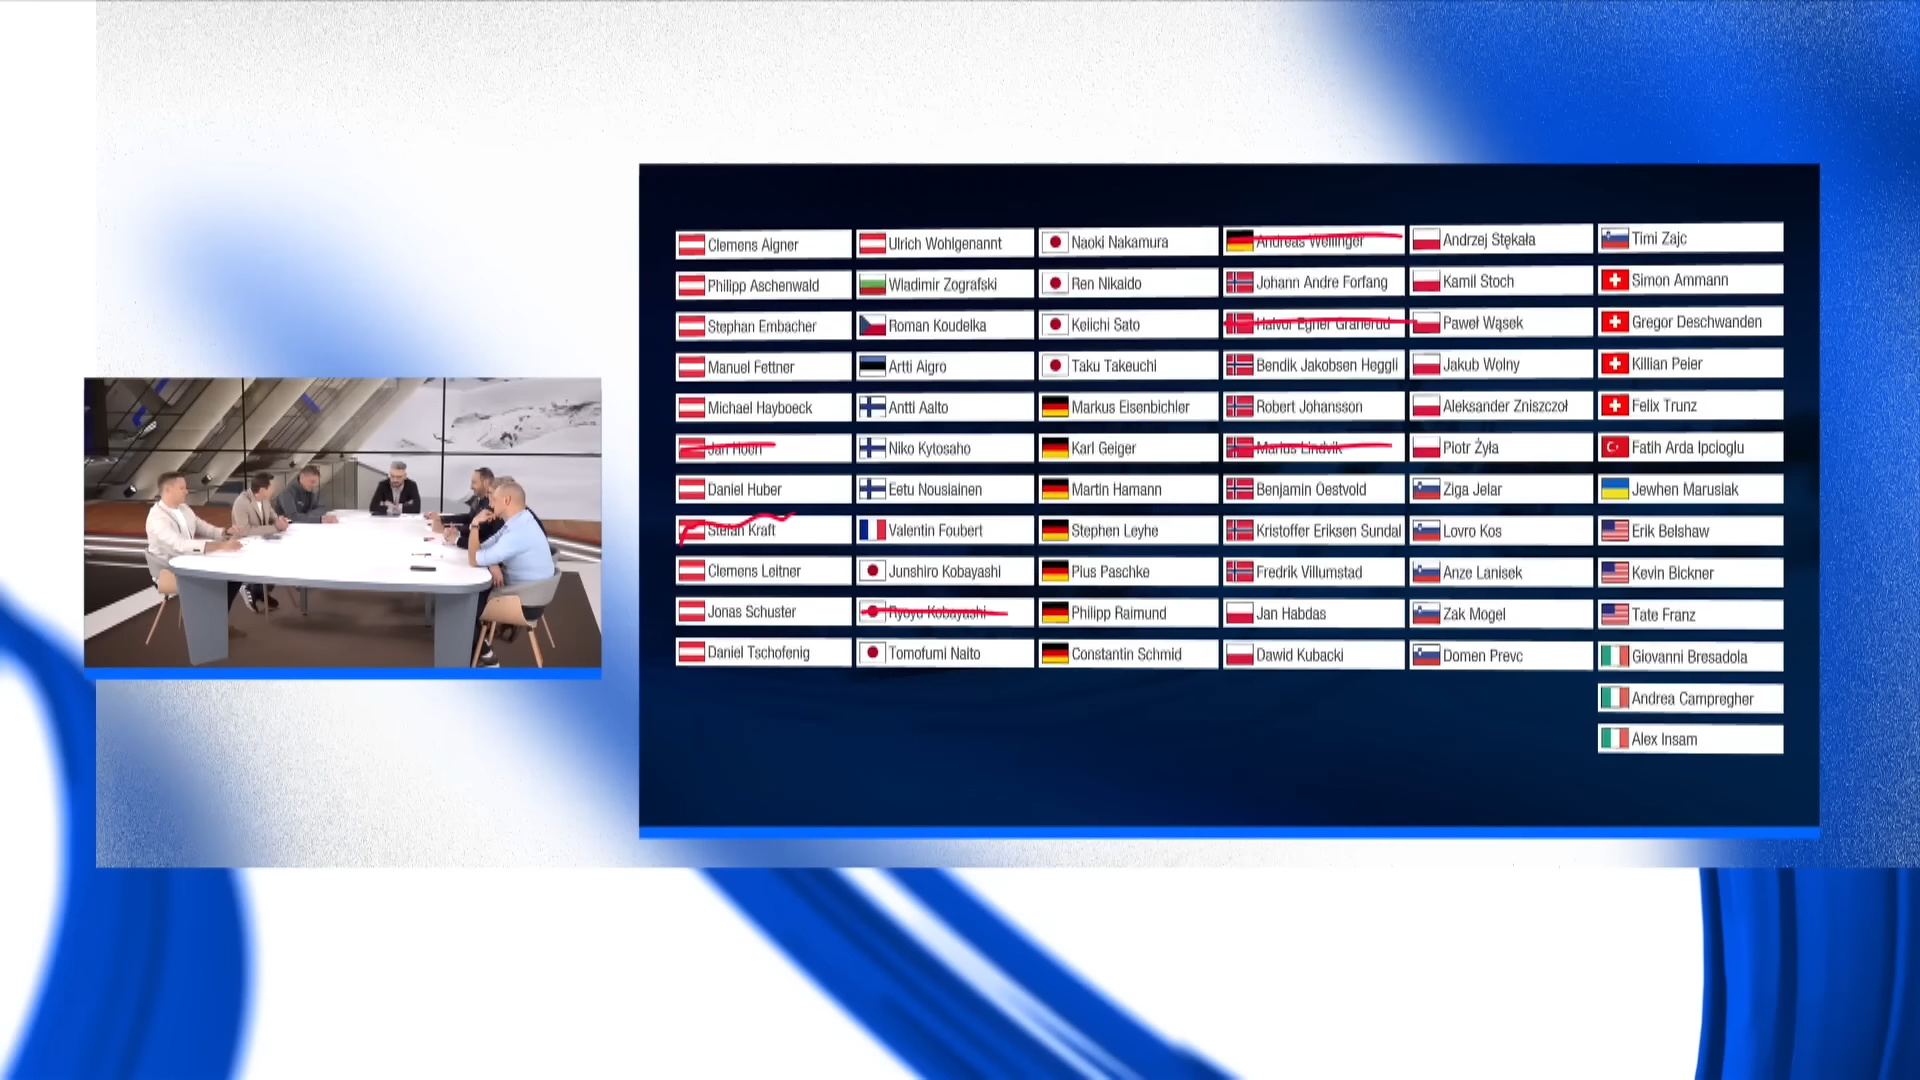 Clemens Aigner
Philipp Aschenwald
Stephan Embacher
Manuel Fettner
Michael Hayboeck
Jan Hoerl
Daniel Huber
Stefan Kraft
Clemens Leitner
Jonas Schuster
Daniel Tschofenig
Ulrich Wohlgenannt
Wladimir Zografski
Roman Koudelka
Artti Aigro
Antti Aalto
Niko Kytosaho
Eetu Nousiainen
Valentin Foubert
Junshiro Kobayashi
Ryoyu Kobayashi
Tomofumi Naito
Naoki Nakamura
Ren Nikaido
Keiichi Sato
Taku Takeuchi
Markus Eisenbichler
Karl Geiger
Martin Hamann
Stephen Leyhe
Pius Paschke
Philipp Raimund
Constantin Schmid
Andreas Wellinger
Johann Andre Forfang
Halvor Egner Granerud
Bendik Jakobsen Heggli
Robert Johansson
Marius Lindvik
Benjamin Oestvold
Kristoffer Eriksen Sundal
Fredrik Villumstad
Jan Habdas
Dawid Kubacki
Andrzej Stękała
Kamil Stoch
Paweł Wąsek
Jakub Wolny
Aleksander Zniszczoł
Piotr Żyła
Ziga Jelar
Lovro Kos
Anze Lanisek
Zak Mogel
Domen Prevc
Timi Zajc
Simon Ammann
Gregor Deschwanden
Killian Peier
Felix Trunz
Fatih Arda Ipcioglu
Jewhen Marusiak
Erik Belshaw
Kevin Bickner
Tate Franz
Giovanni Bresadola
Andrea Campregher
Alex Insam